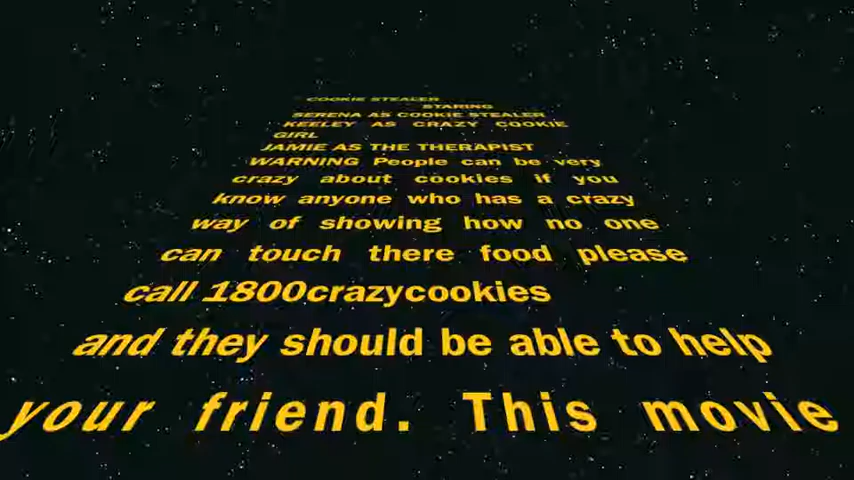 COOKIE STEALER
STARING
SERENA AS COOKIE STEALER
KEELEY AS CRAZY COOKIE
GIRL
JAMIE AS THE THERAPIST
WARNING People can be very
crazy about cookies if you
know anyone who has a crazy
way of showing how no one
can touch there food please
call 1800crazycookies
and they should be able to help
your friend. This movie